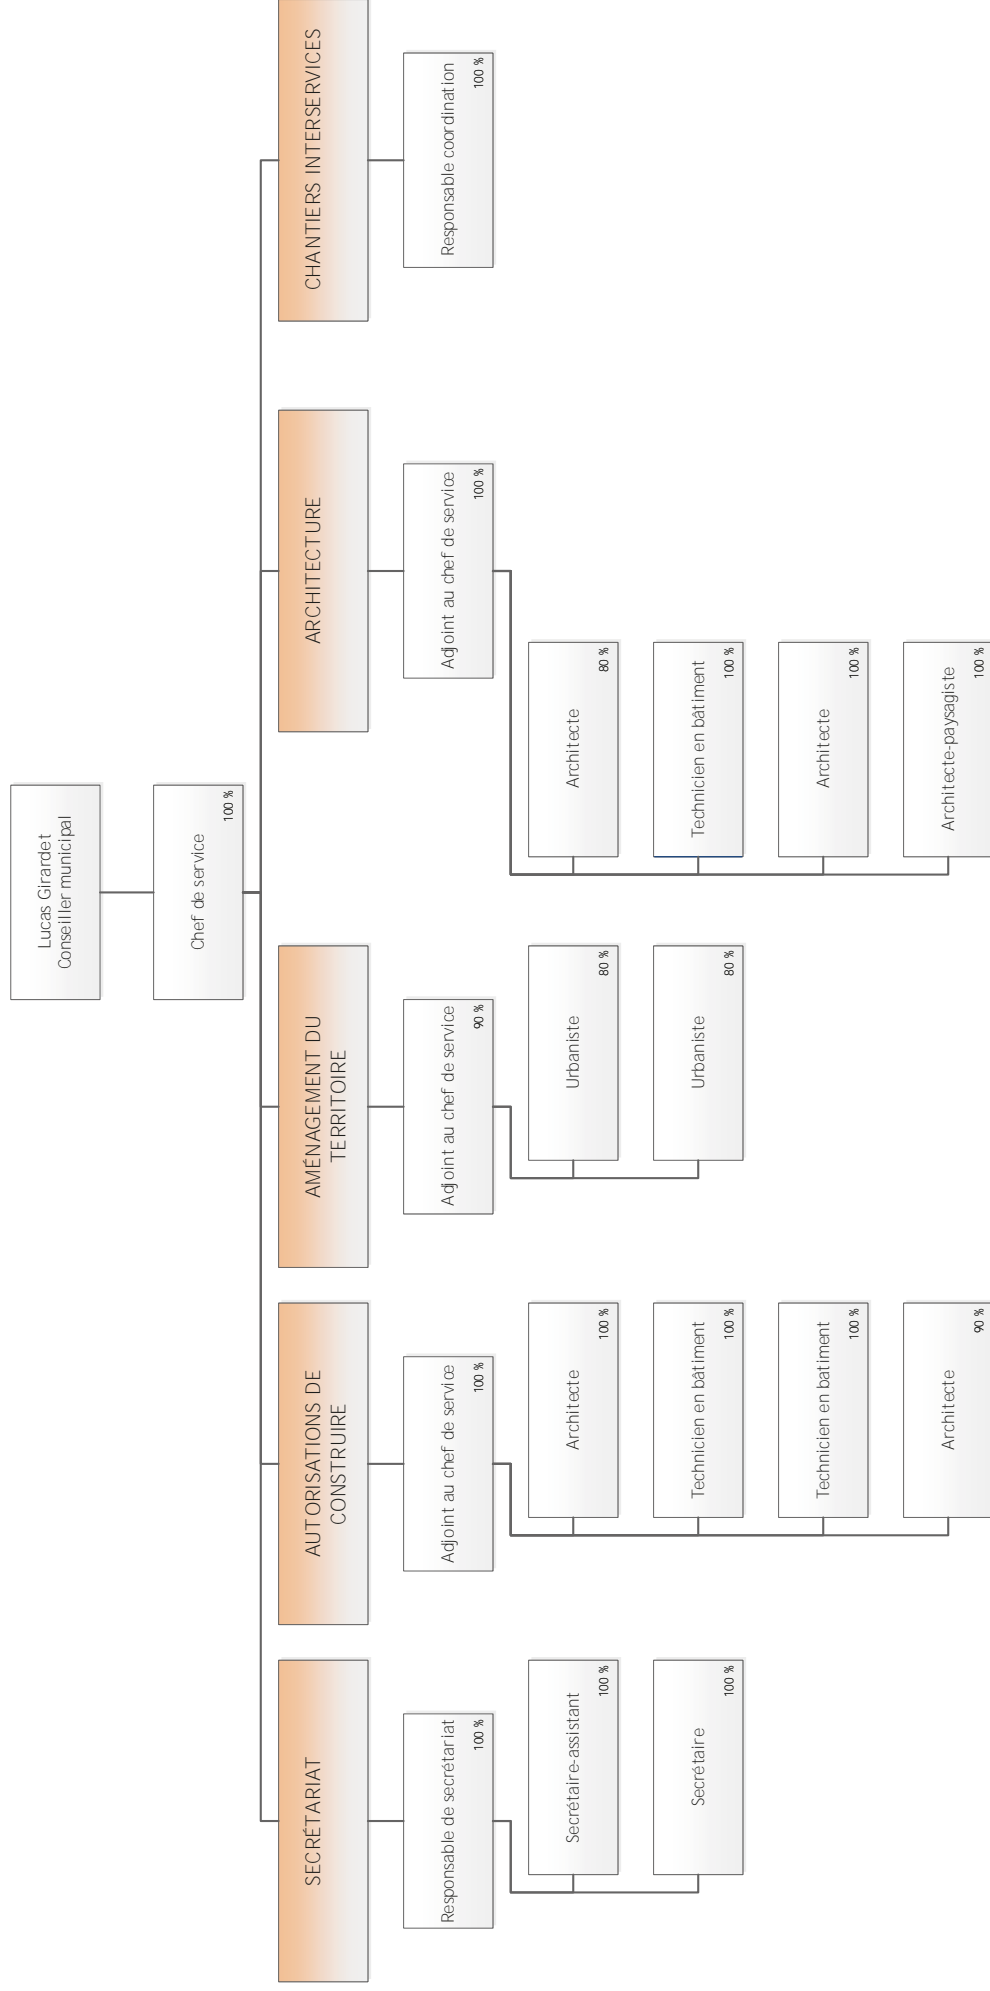 Lucas Girardet
Conseiller municipal
Chef de service
100 %
SECRÉTARIAT
Responsable de secrétariat
100 %
Secrétaire-assistant
100 %
Secrétaire
100 %
AUTORISATIONS DE
CONSTRUIRE
Adjoint au chef de service
100 %
Architecte
100 %
Technicien en bâtiment
100 %
Technicien en batiment
100 %
Architecte
90 %
AMÉNAGEMENT DU
TERRITOIRE
Adjoint au chef de service
90 %
Urbaniste
80 %
Urbaniste
80 %
ARCHITECTURE
Adjoint au chef de service
100 %
Architecte
80 %
Technicien en bâtiment
100 %
Architecte
100 %
Architecte-paysagiste
100 %
CHANTIERS INTERSERVICES
Responsable coordination
100 %